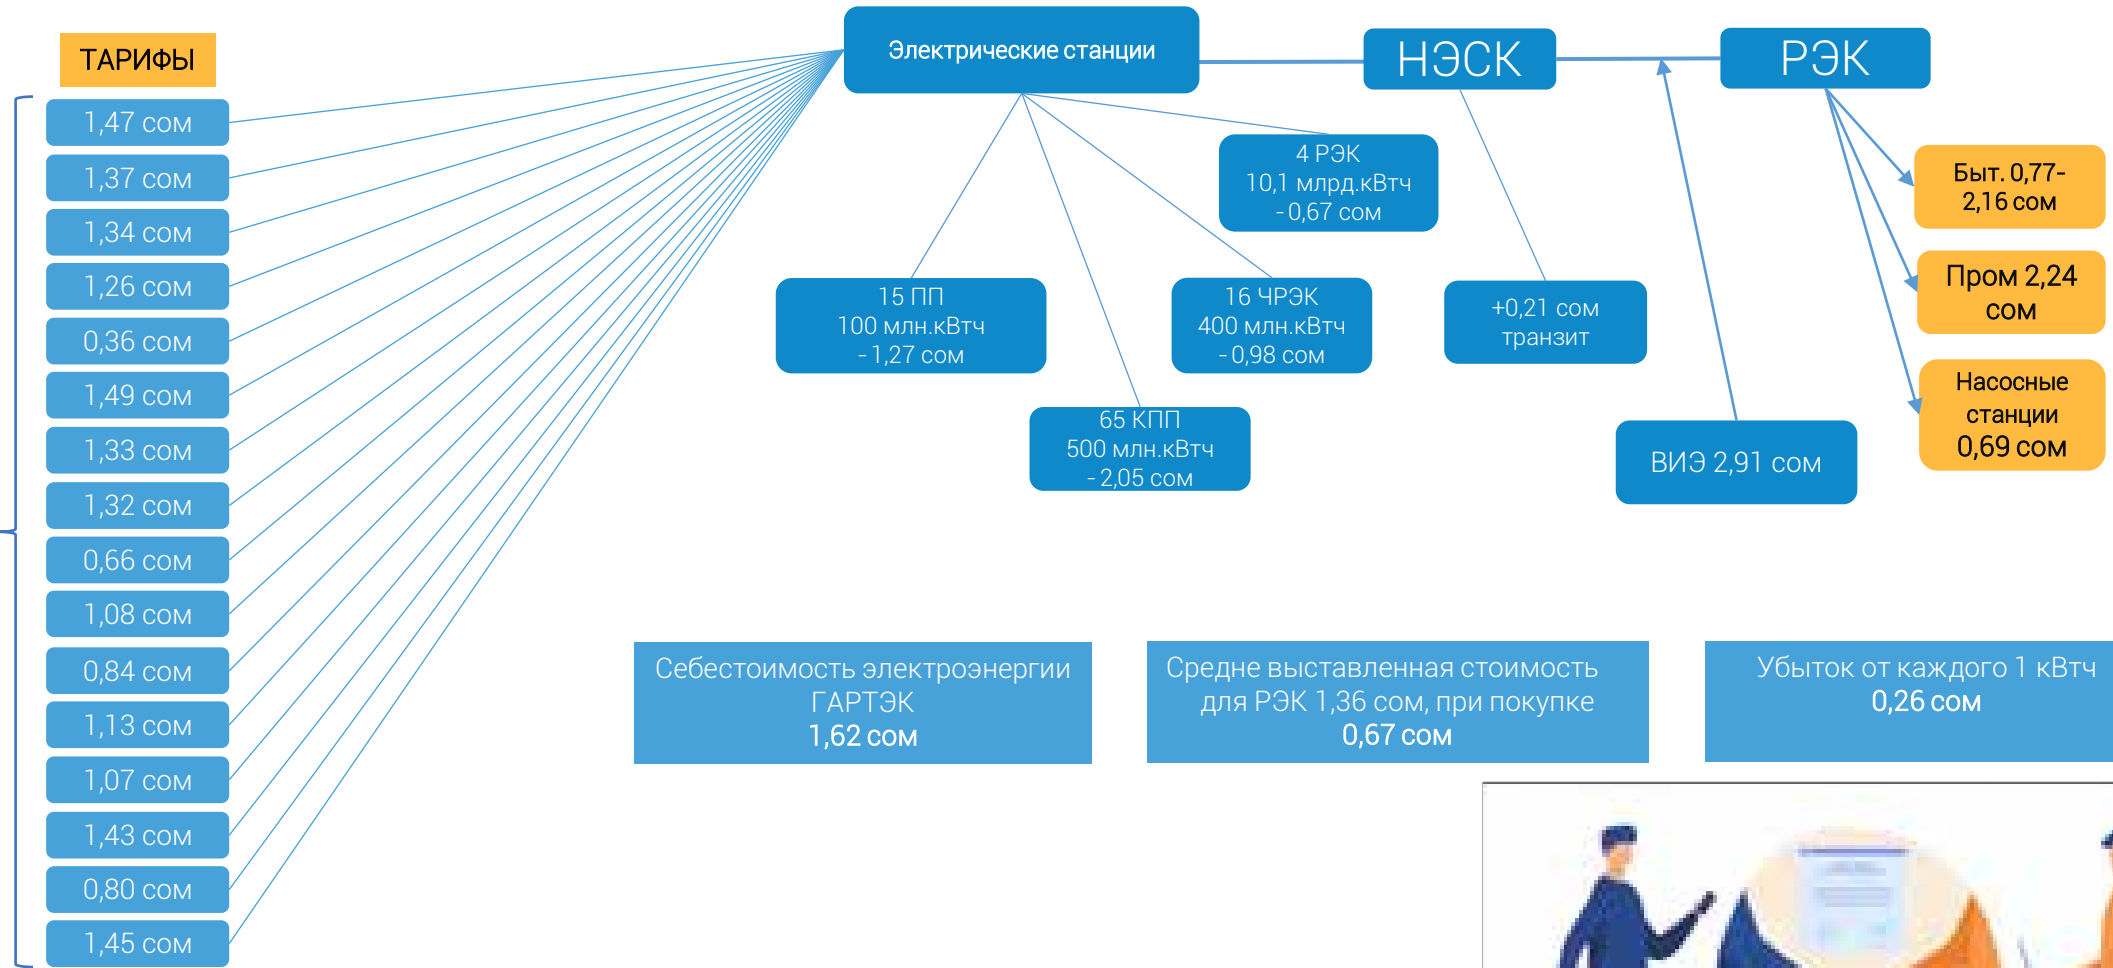 ТАРИФЫ
1,47 сом
1,37 сом
1,34 сом
1,26 сом
0,36 сом
1,49 сом
1,33 сом
1,32 сом
0,66 сом
1,08 сом
0,84 сом
1,13 сом
1,07 сом
1,43 сом
0,80 сом
1,45 сом
Электрические станции
НЭСК
РЭК
4 РЭК
10,1 млрд.кВтч
- 0,67 сом
15 ПП
100 млн.кВтч
- 1,27 сом
16 ЧРЭК
400 млн.кВтч
- 0,98 сом
65 КПП
500 млн.кВтч
- 2,05 сом
+0,21 сом
транзит
ВИЭ 2,91 сом
Быт. 0,77-
2,16 сом
Пром 2,24
сом
Насосные
станции
0,69 сом
Себестоимость электроэнергии
ГАРТЭК
1,62 сом
Средне выставленная стоимость
для РЭК 1,36 сом, при покупке
0,67 сом
Убыток от каждого 1 кВтч
0,26 сом